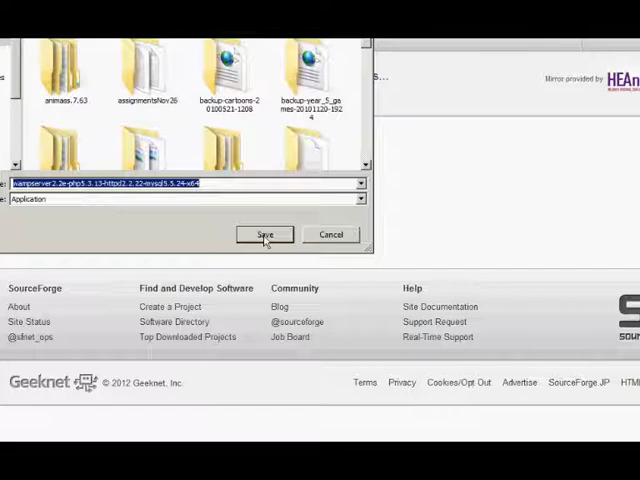 s...
Mirror provided by HEAn
animass.7.63
assignmentsNov26
backup-cartoons-2
0100521-1208
backup-year_5_ga
mes-20101120-192
4
e:
wampserver2.2e-php5.3.13-httpd2.2.22-mysql5.5.24-x64
e:
Application
Save
Cancel
SourceForge
Find and Develop Software
Community
Help
About
Create a Project
Blog
Site Documentation
Site Status
Software Directory
@sourceforge
Support Request
@sfnet_ops
Top Downloaded Projects
Job Board
Real-Time Support
Geeknet
© 2012 Geeknet, Inc.
Terms
Privacy
Cookies/Opt Out
Advertise
SourceForge.JP
HTM